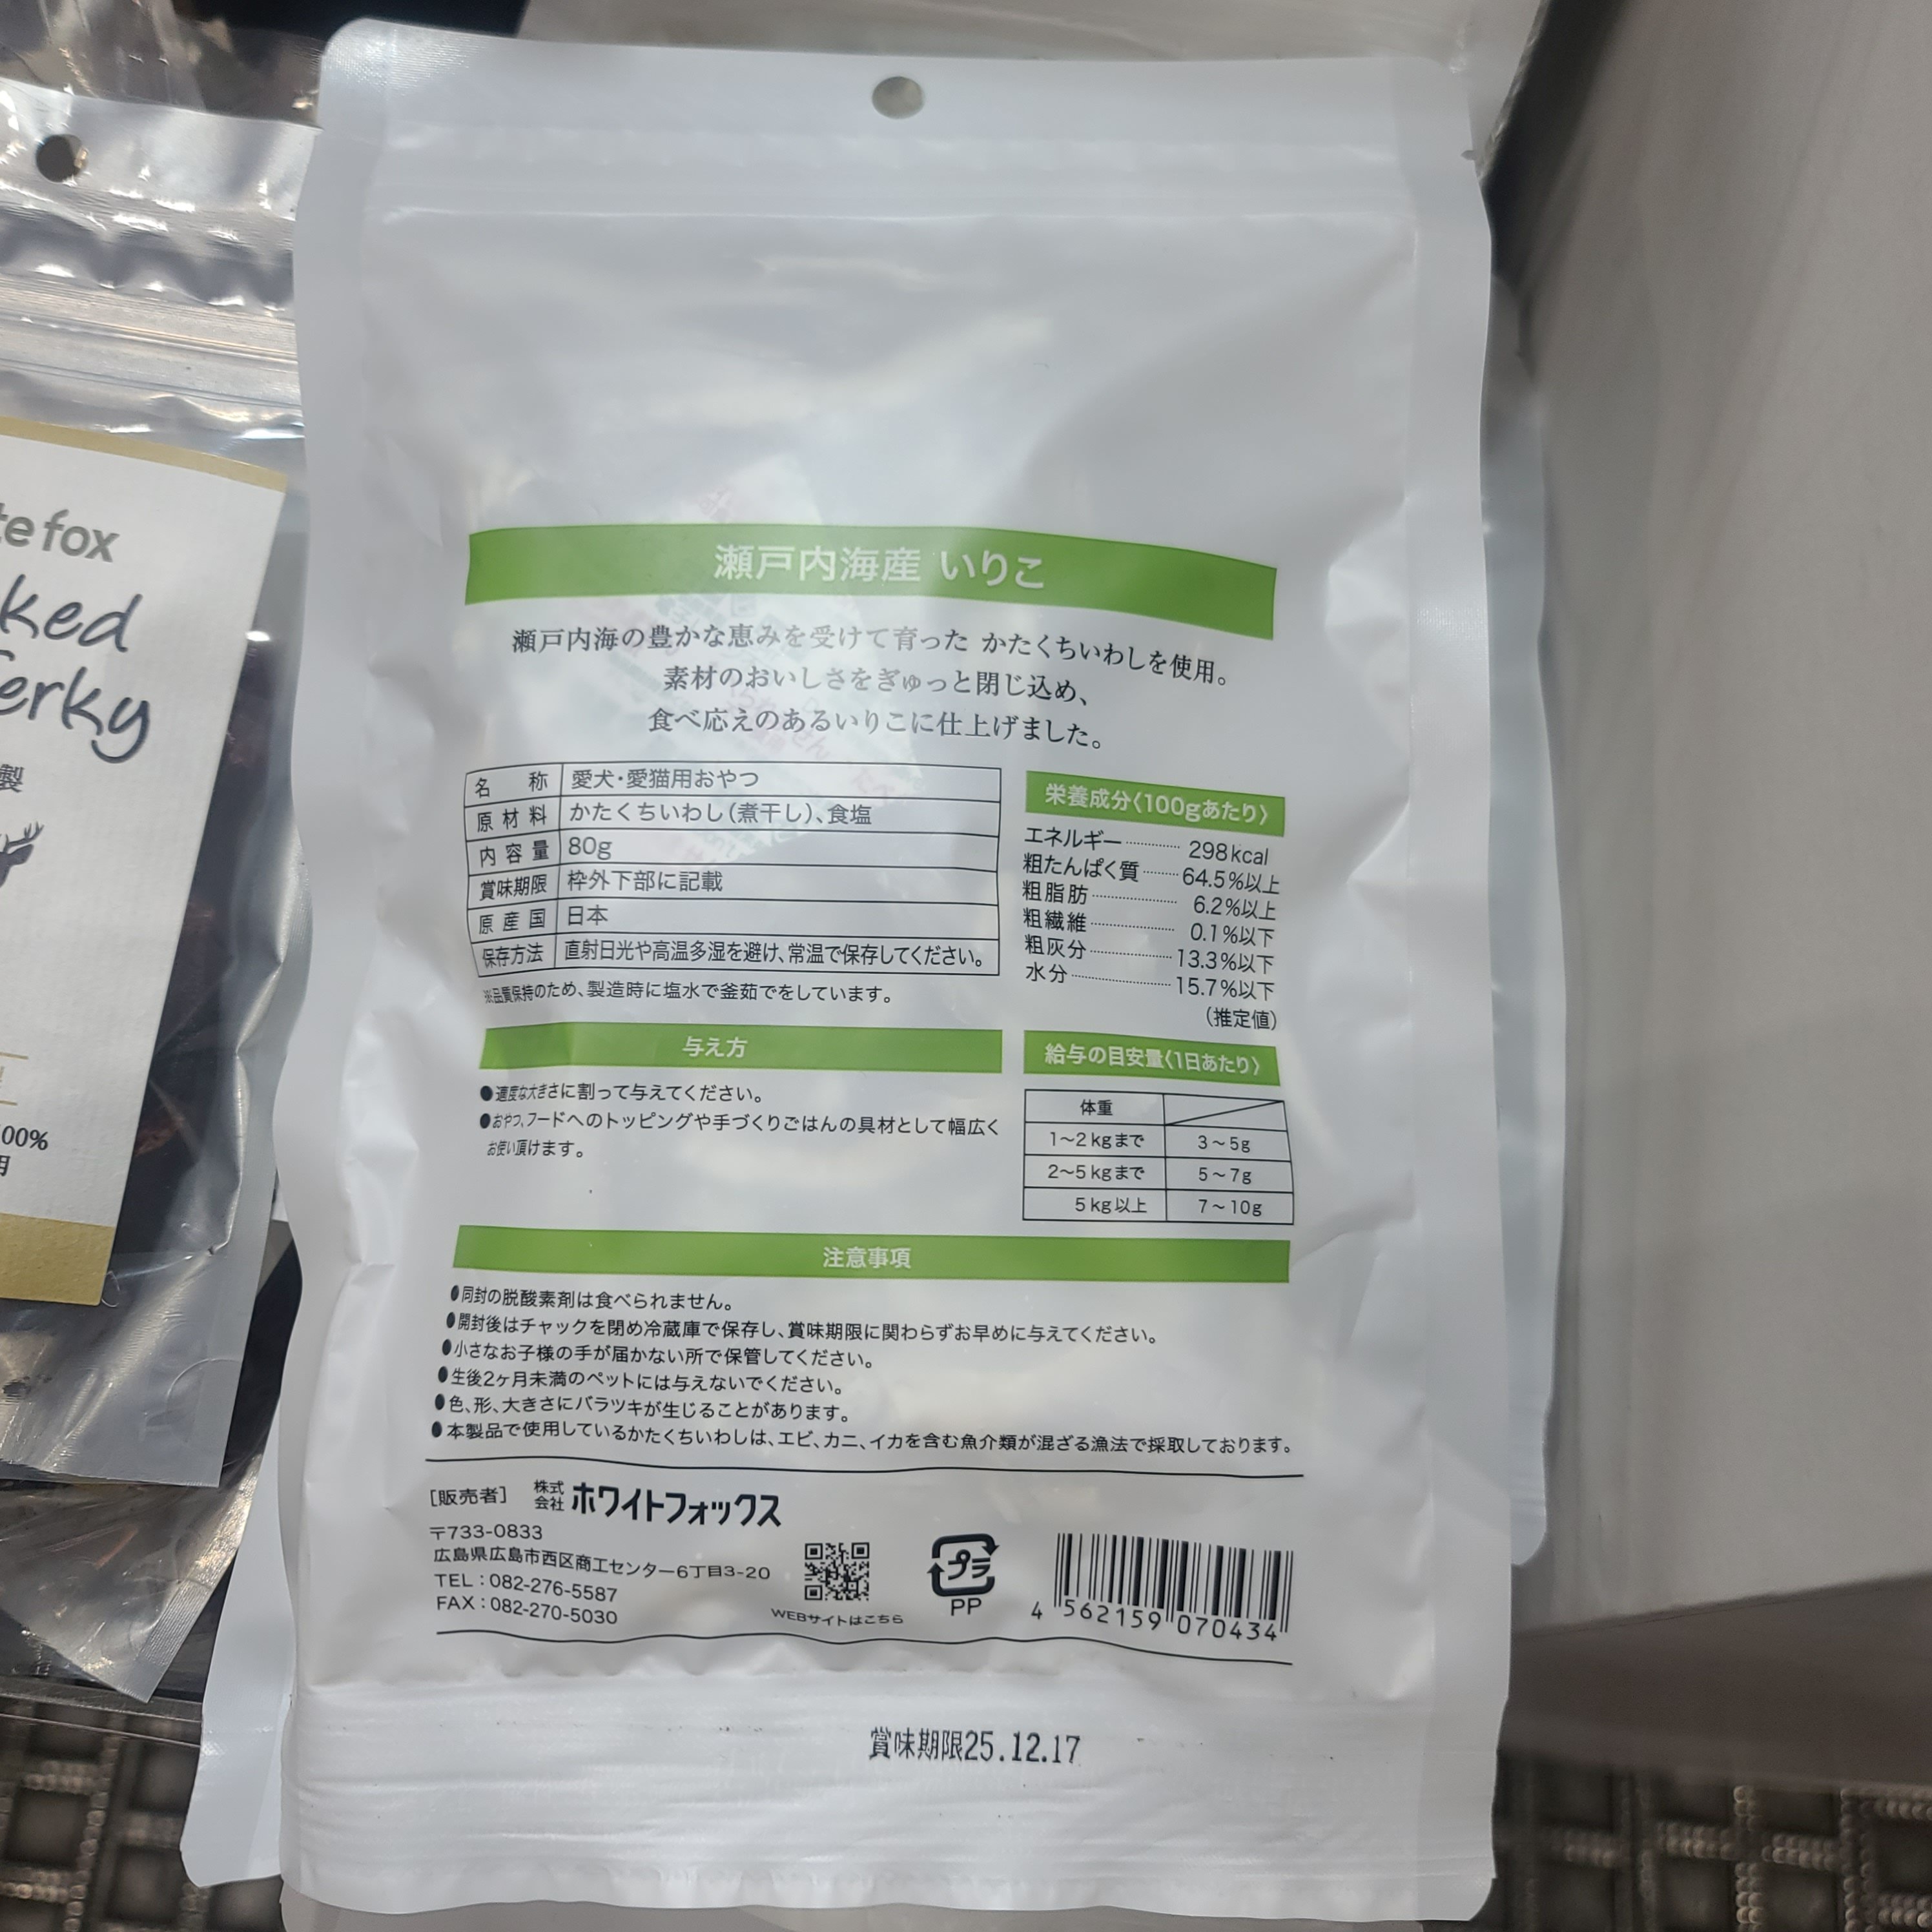 瀬戸内海産 いりこ
瀬戸内海の豊かな恵みを受けて育った かたくちいわしを使用。
素材のおいしさをぎゅっと閉じ込め、
食べ応えのあるいりこに仕上げました。
名称 愛犬・愛猫用おやつ
原材料 かたくちいわし(煮干し)、食塩
内容量 80g
賞味期限 枠外下部に記載
原産国 日本
保存方法 直射日光や高温多湿を避け、常温で保存してください。
※品質保持のため、製造時に塩水で釜茹でをしています。
栄養成分〈100gあたり〉
エネルギー 298kcal
粗たんぱく質 64.5%以上
粗脂肪 6.2%以上
粗繊維 0.1%以下
粗灰分 13.3%以下
水分 15.7%以下
(推定値)
与え方
●適度な大きさに割って与えてください。
●おやつ、フードへのトッピングや手づくりごはんの具材として幅広く
お使い頂けます。
給与の目安量〈1日あたり〉
体重
1〜2kgまで 3〜5g
2〜5kgまで 5〜7g
5kg以上 7〜10g
注意事項
●同封の脱酸素剤は食べられません。
●開封後はチャックを閉め冷蔵庫で保存し、賞味期限に関わらずお早めに与えてください。
●小さなお子様の手が届かない所で保管してください。
●生後2ヶ月未満のペットには与えないでください。
●色、形、大きさにバラツキが生じることがあります。
●本製品で使用しているかたくちいわしは、エビ、カニ、イカを含む魚介類が混ざる漁法で採取しております。
[販売者] 株式会社 ホワイトフォックス
〒733-0833
広島県広島市西区商工センター6丁目3-20
TEL:082-276-5587
FAX:082-270-5030
WEBサイトはこちら
プラ
PP
4 562159 070434
賞味期限25.12.17
te fox
ked
erky
製
00%
用